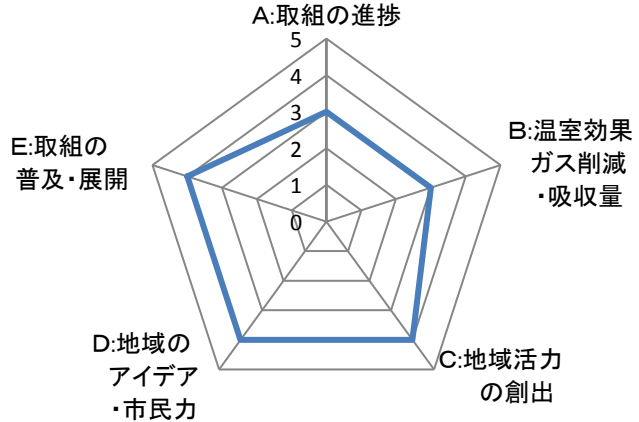 A:取組の進捗
5
4
3
2
1
0
B:温室効果
ガス削減
・吸収量
C:地域活力
の創出
D:地域の
アイデア
・市民力
E:取組の
普及・展開